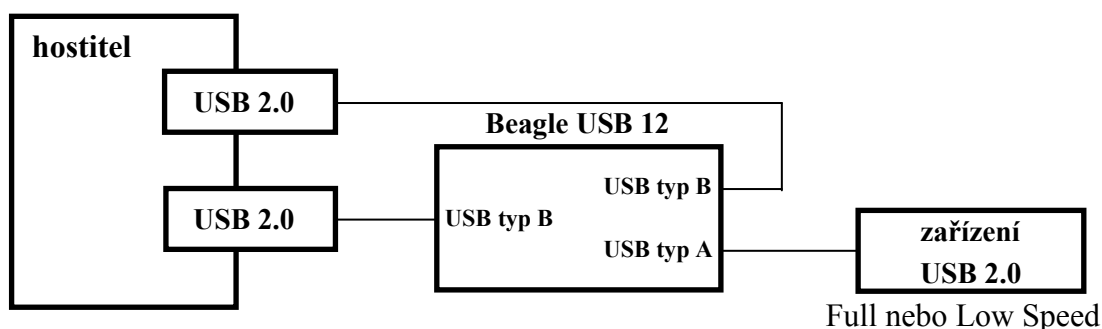 hostitel
USB 2.0
Beagle USB 12
USB typ B
USB 2.0
USB typ B
USB typ A
zařízení
USB 2.0
Full nebo Low Speed